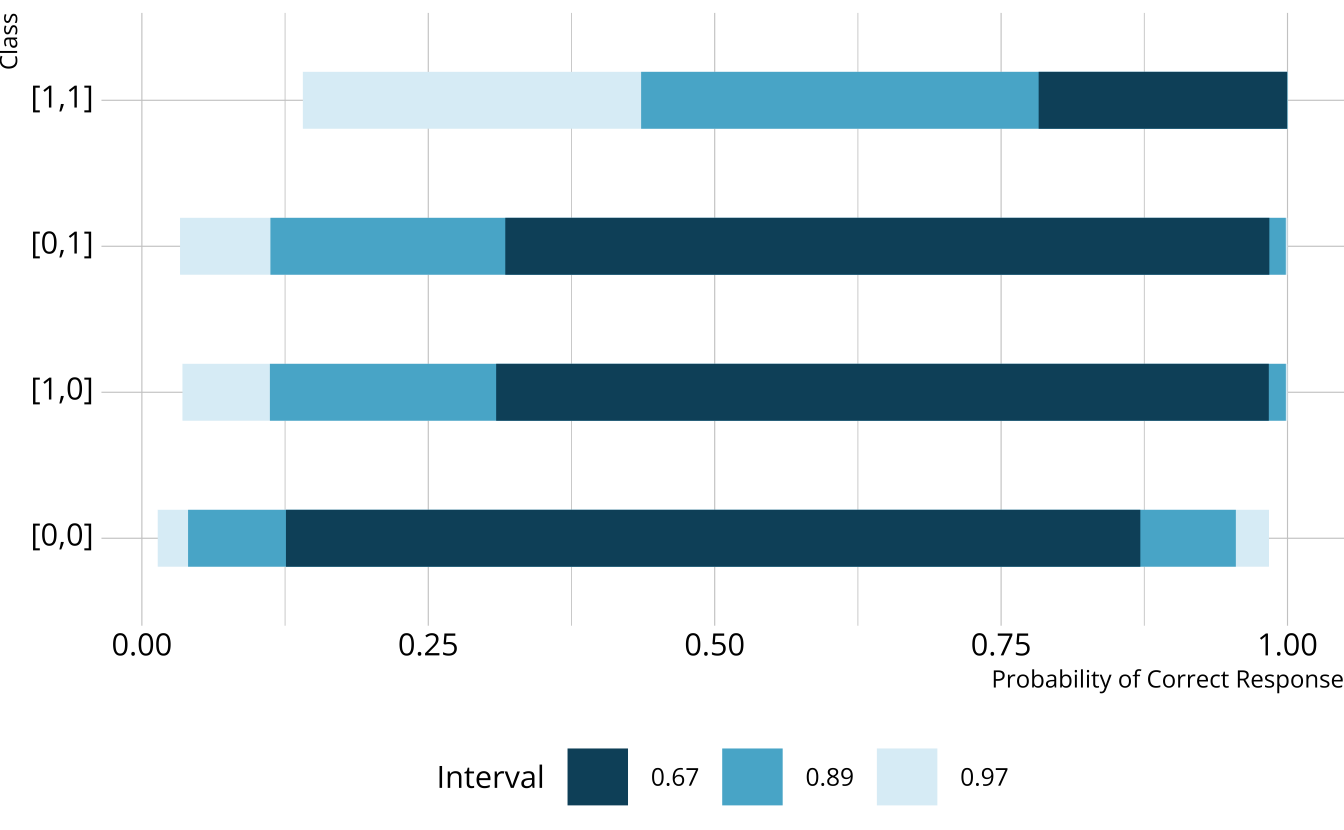 Class
[1,1]
[0,1]
[1,0]
[0,0]
0.00 0.25 0.50 0.75 1.00
Probability of Correct Response
Interval 0.67 0.89 0.97